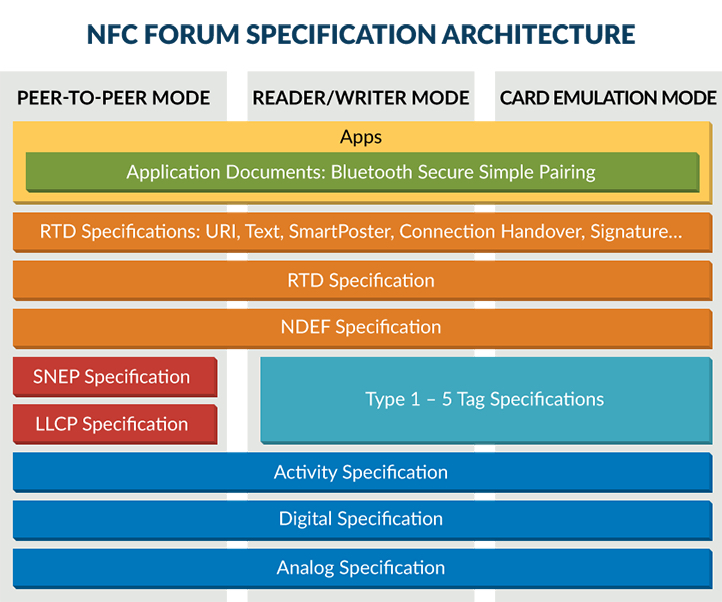 NFC FORUM SPECIFICATION ARCHITECTURE
PEER-TO-PEER MODE
READER/WRITER MODE
CARD EMULATION MODE
Apps
Application Documents: Bluetooth Secure Simple Pairing
RTD Specifications: URI, Text, SmartPoster, Connection Handover, Signature...
RTD Specification
NDEF Specification
SNEP Specification
LLCP Specification
Type 1 – 5 Tag Specifications
Activity Specification
Digital Specification
Analog Specification